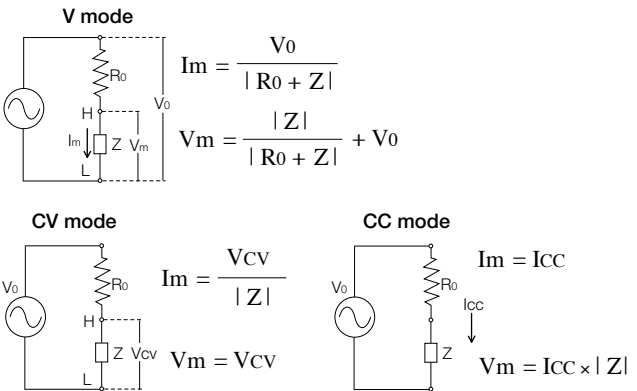 V mode
R0
H
V0
Im
Z
Vm
L
Im = V0 / | R0 + Z |
Vm = | Z | / | R0 + Z | + V0
CV mode
V0
R0
H
Z
VCV
L
Im = VCV / | Z |
Vm = VCV
CC mode
V0
R0
ICC
Z
Im = ICC
Vm = ICC × | Z |